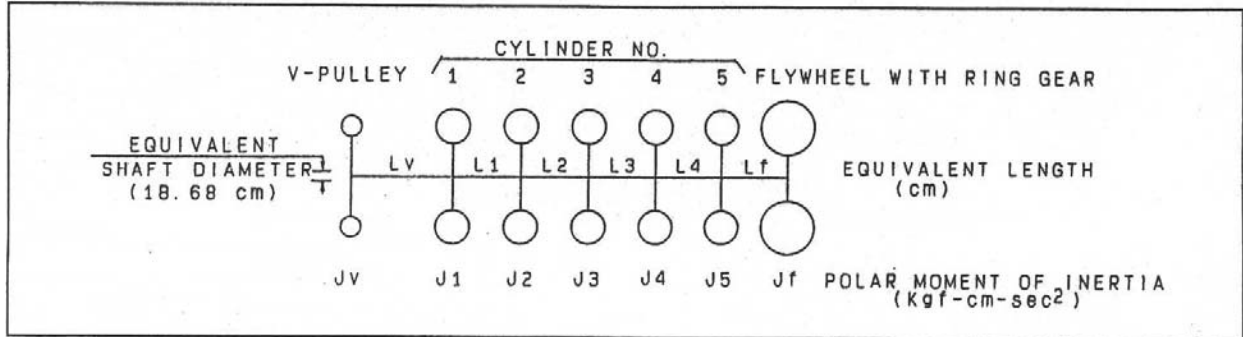 CYLINDER NO.
V-PULLEY 1 2 3 4 5 FLYWHEEL WITH RING GEAR
EQUIVALENT
SHAFT DIAMETER
(18.68 cm)
Lv L1 L2 L3 L4 Lf
EQUIVALENT LENGTH
(cm)
Jv J1 J2 J3 J4 J5 Jf POLAR MOMENT OF INERTIA
(Kgf-cm-sec²)